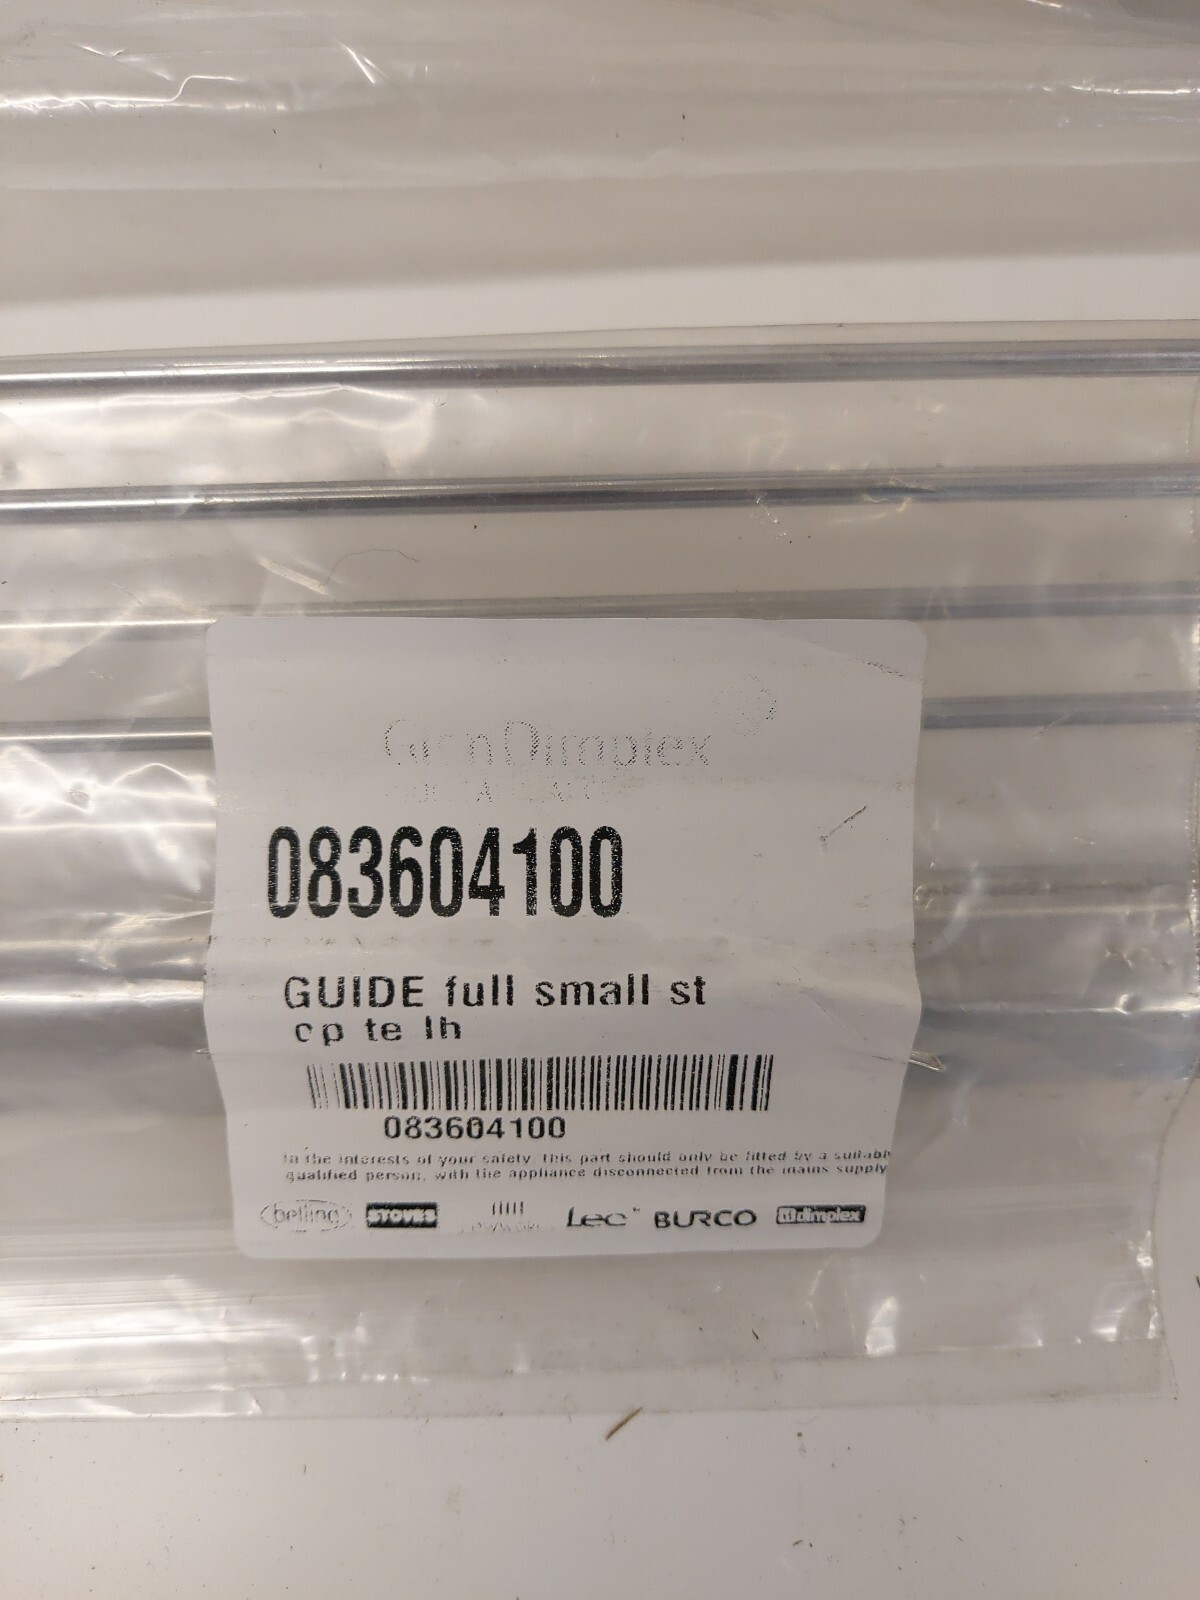 GlenDimplex
083604100
GUIDE full small st
cp te lh
083604100
In the interests of your safety this part should only be fitted by a suitabl
qualified person, with the appliance disconnected from the mains supply
belling STOVES Lec BURCO dimplex